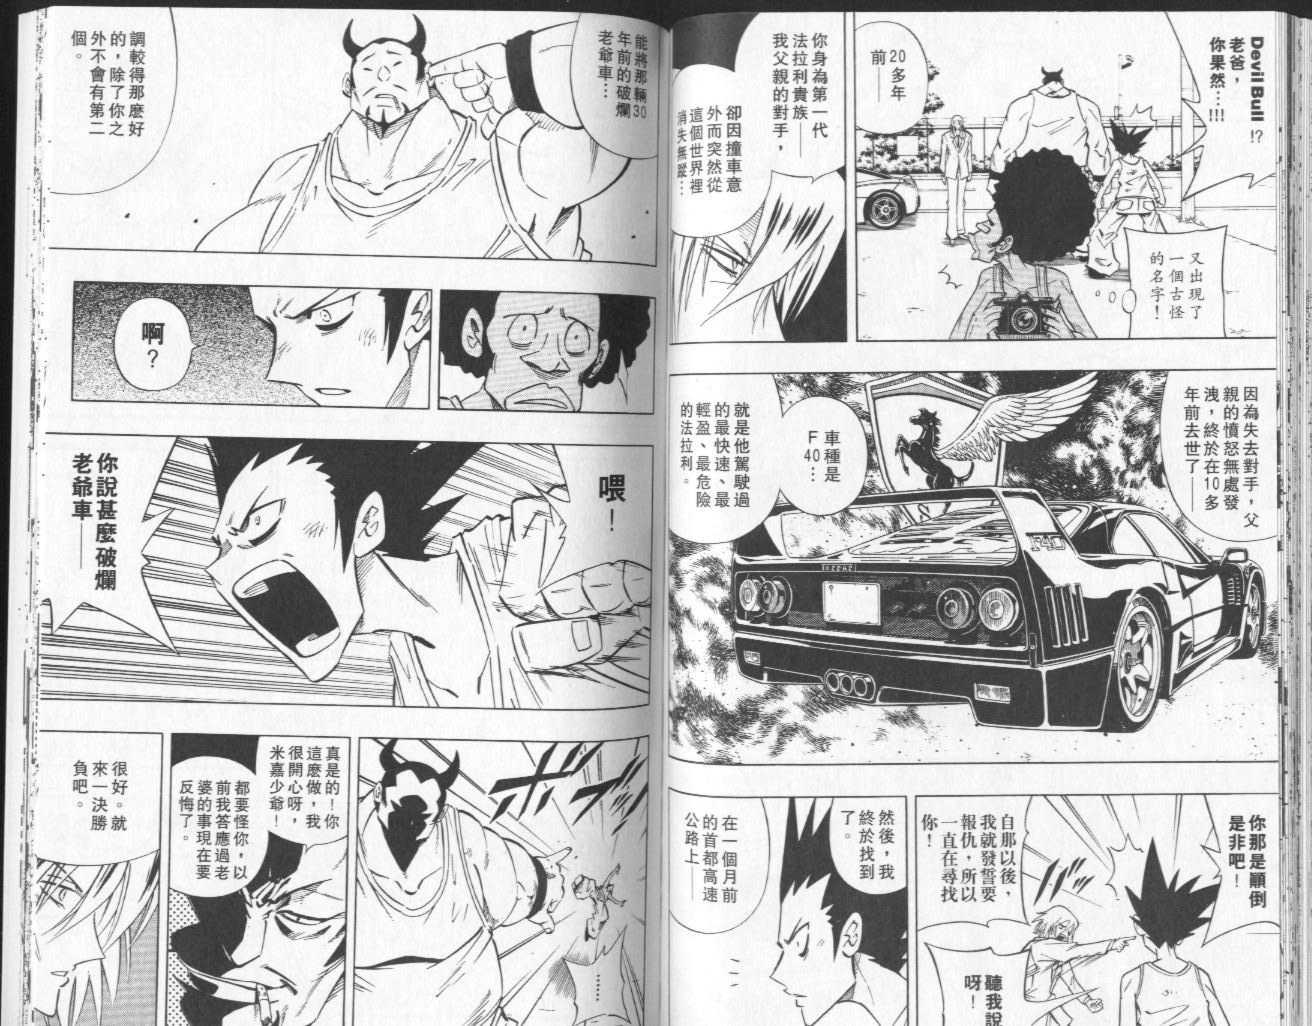 Devil Bull !?
老爸，
你果然…!!!
20多年
前——
又出現了
一個古怪
的名字！
你身為第一代
法拉利貴族——
我父親的對手，
卻因撞車意
外而突然從
這個世界裡
消失無蹤…
因為失去對手，父
親的憤怒無處發
洩，終於在10多
年前去世了——
車種是
F40…
就是他駕駛過
的最快速、最
輕盈、最危險
的法拉利。
F40
你那是顛倒
是非吧！
自那以後，
我就發誓要
報仇，所以
一直在尋找
你！
聽我說
呀！
然後，我
終於找到
了。
在一個月前
的首都高速
公路上——
能將那輛30
年前的破爛
老爺車…
調較得那麼好
的，除了你之
外不會有第二
個。
啊？
喂！
你說甚麼破爛
老爺車——
………
真是的！你
這麼做，我
很開心呀，
米嘉少爺！
都要怪你，以
前我答應過老
婆的事現在要
反悔了。
很好。就
來一決勝
負吧。